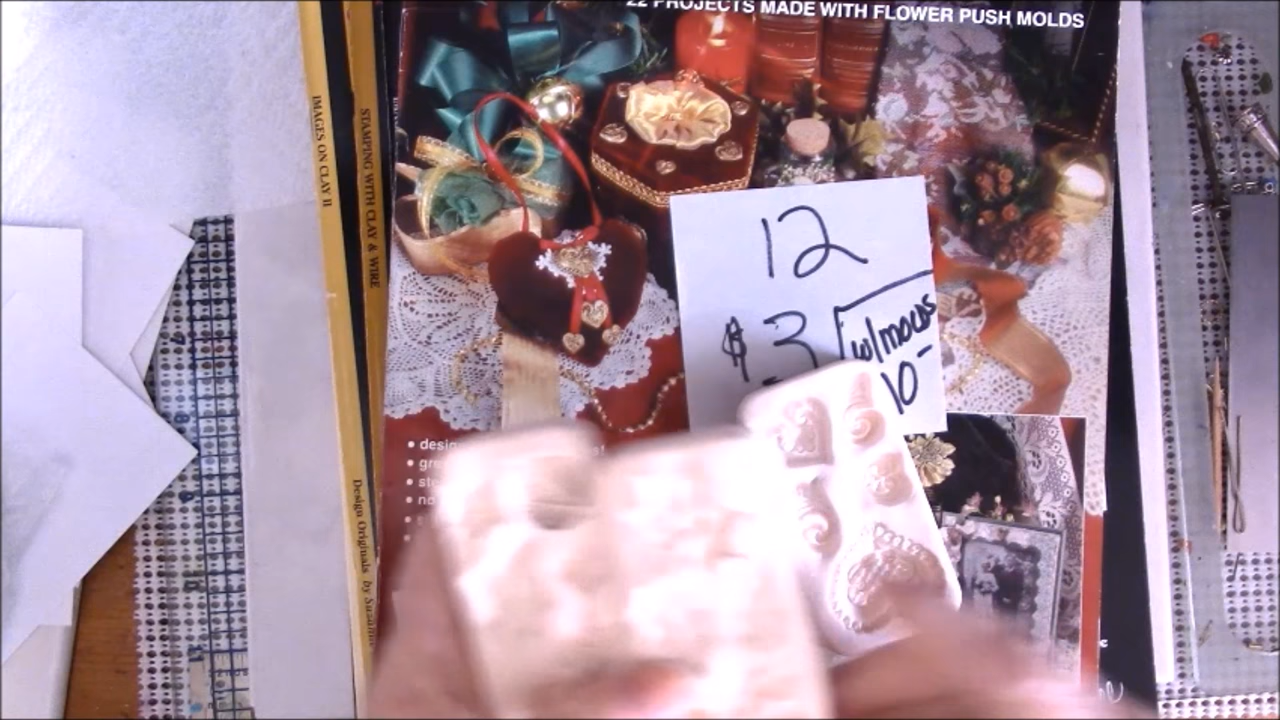 22 PROJECTS MADE WITH FLOWER PUSH MOLDS
IMAGES ON CLAY II
STAMPING WITH CLAY & WIRE
Design Originals by
12
$3
w/MOLDS
10-